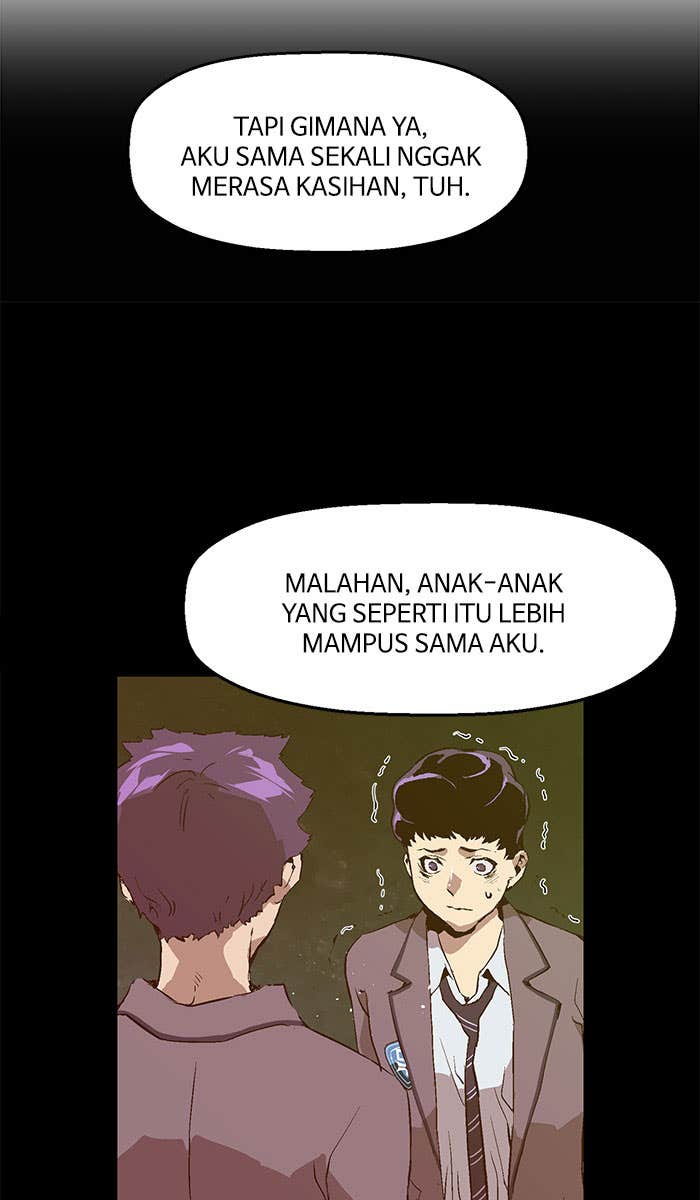 TAPI GIMANA YA,
AKU SAMA SEKALI NGGAK
MERASA KASIHAN, TUH.
MALAHAN, ANAK-ANAK
YANG SEPERTI ITU LEBIH
MAMPUS SAMA AKU.